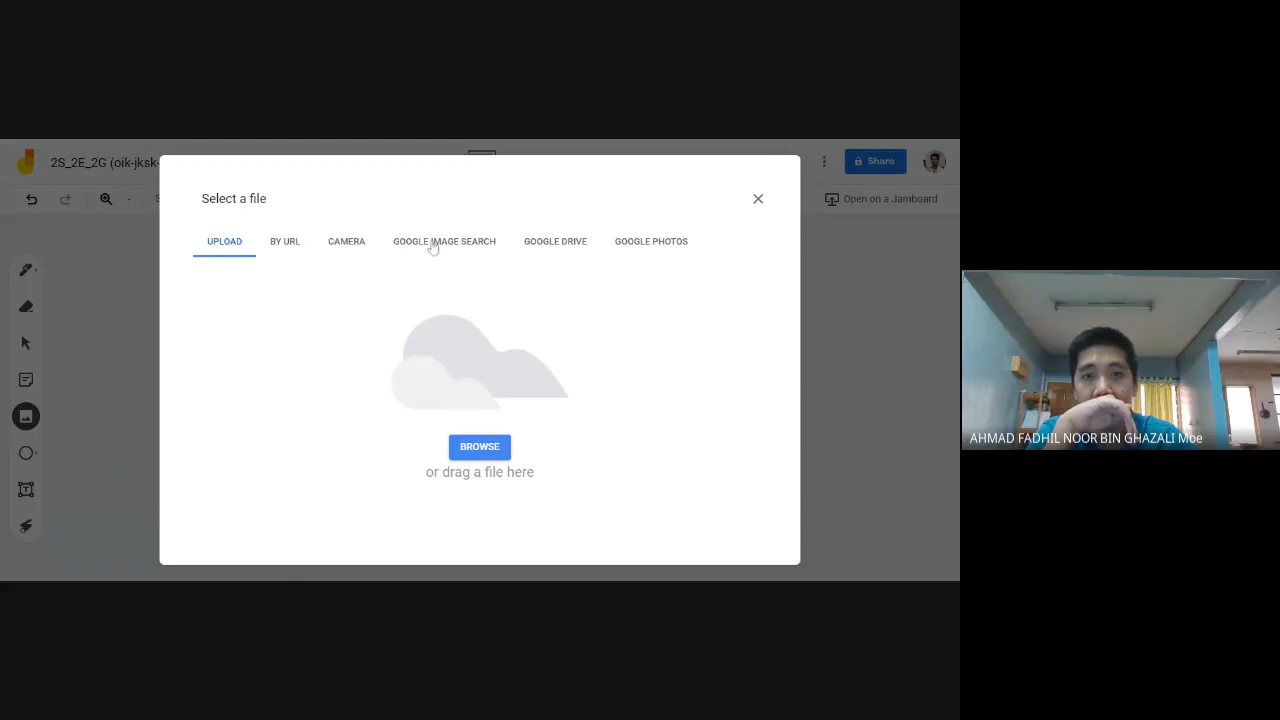 2S_2E_2G (oik-jksk-
Share
Open on a Jamboard
Select a file
UPLOAD
BY URL
CAMERA
GOOGLE IMAGE SEARCH
GOOGLE DRIVE
GOOGLE PHOTOS
BROWSE
or drag a file here
AHMAD FADHIL NOOR BIN GHAZALI Moe